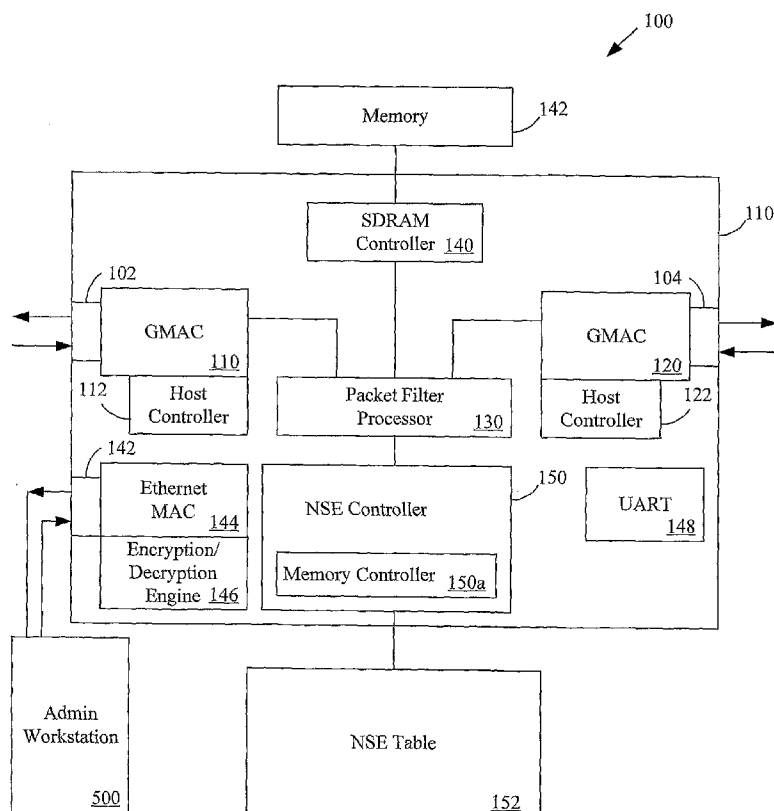 100
Memory
142
SDRAM
Controller 140
110
102
104
GMAC
110
GMAC
120
112
Host
Controller
Packet Filter
Processor
130
Host
Controller
122
142
150
Ethernet
MAC
144
NSE Controller
UART
148
Encryption/
Decryption
Engine 146
Memory Controller 150a
Admin
Workstation
500
NSE Table
152